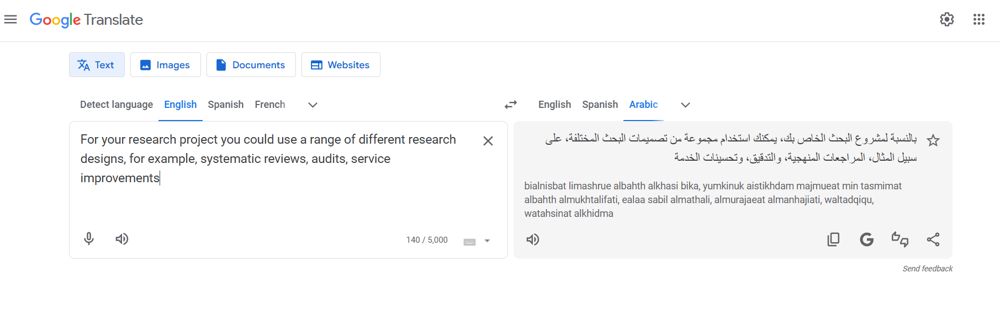 Google Translate
Text
Images
Documents
Websites
Detect language
English
Spanish
French
English
Spanish
Arabic
For your research project you could use a range of different research
designs, for example, systematic reviews, audits, service
improvements
140 / 5,000
بالنسبة لمشروع البحث الخاص بك، يمكنك استخدام مجموعة من تصميمات البحث المختلفة، على
سبيل المثال، المراجعات المنهجية، والتدقيق، وتحسينات الخدمة
bialnisbat limashrue albahth alkhasi bika, yumkinuk aistikhdam majmueat min tasmimat
albahth almukhtalifati, ealaa sabil almathali, almurajaeat almanhajiati, waltadqiqu,
watahsinat alkhidma
Send feedback